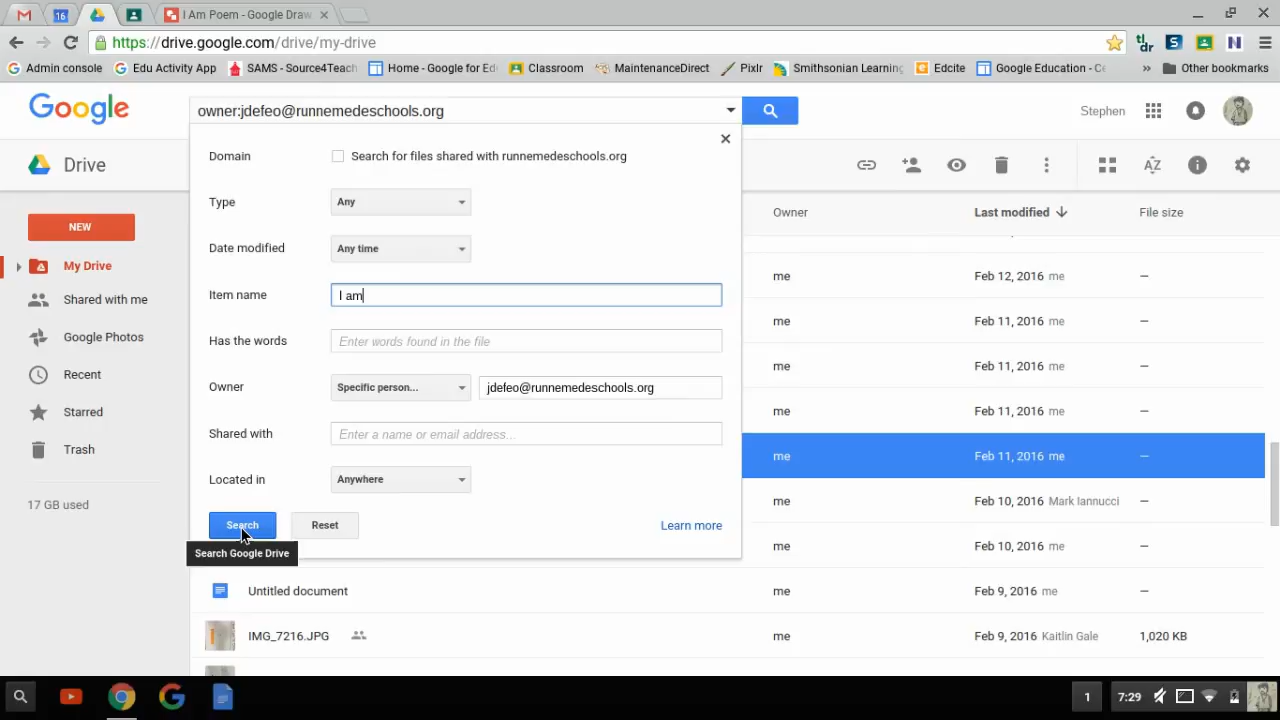 16
I Am Poem - Google Draw
https://drive.google.com/drive/my-drive
tldr
S
N
Admin console
Edu Activity App
SAMS - Source4Teach
Home - Google for Ed
Classroom
MaintenanceDirect
Pixlr
Smithsonian Learning
Edcite
Google Education - Ce
»
Other bookmarks
Google
owner:jdefeo@runnemedeschools.org
Stephen
Drive
Domain
Search for files shared with runnemedeschools.org
Type
Any
Date modified
Any time
Item name
I am
Has the words
Enter words found in the file
Owner
Specific person...
jdefeo@runnemedeschools.org
Shared with
Enter a name or email address...
Located in
Anywhere
Search
Reset
Learn more
Search Google Drive
NEW
My Drive
Shared with me
Google Photos
Recent
Starred
Trash
17 GB used
AZ
Owner
Last modified
File size
me
Feb 12, 2016 me
—
me
Feb 11, 2016 me
—
me
Feb 11, 2016 me
—
me
Feb 11, 2016 me
—
me
Feb 11, 2016 me
—
me
Feb 10, 2016 Mark Iannucci
—
me
Feb 10, 2016 me
—
Untitled document
me
Feb 9, 2016 me
—
IMG_7216.JPG
me
Feb 9, 2016 Kaitlin Gale
1,020 KB
1
7:29